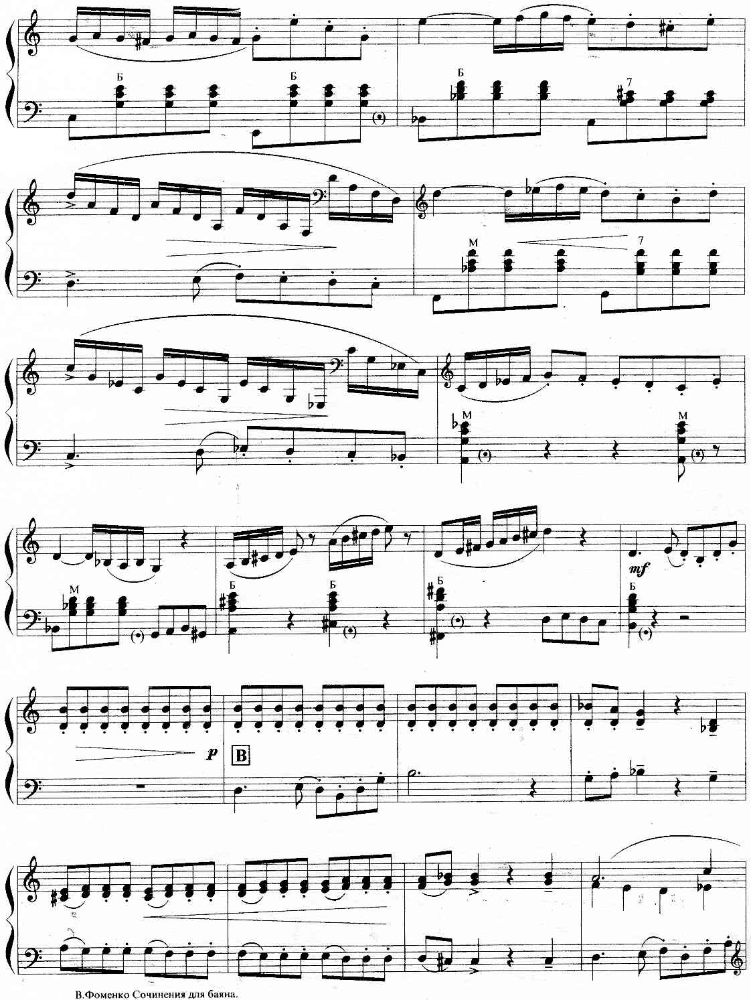 Б Б Б 7
М 7
М М
М Б Б Б mf Б
p B
В.Фоменко Сочинения для баяна.